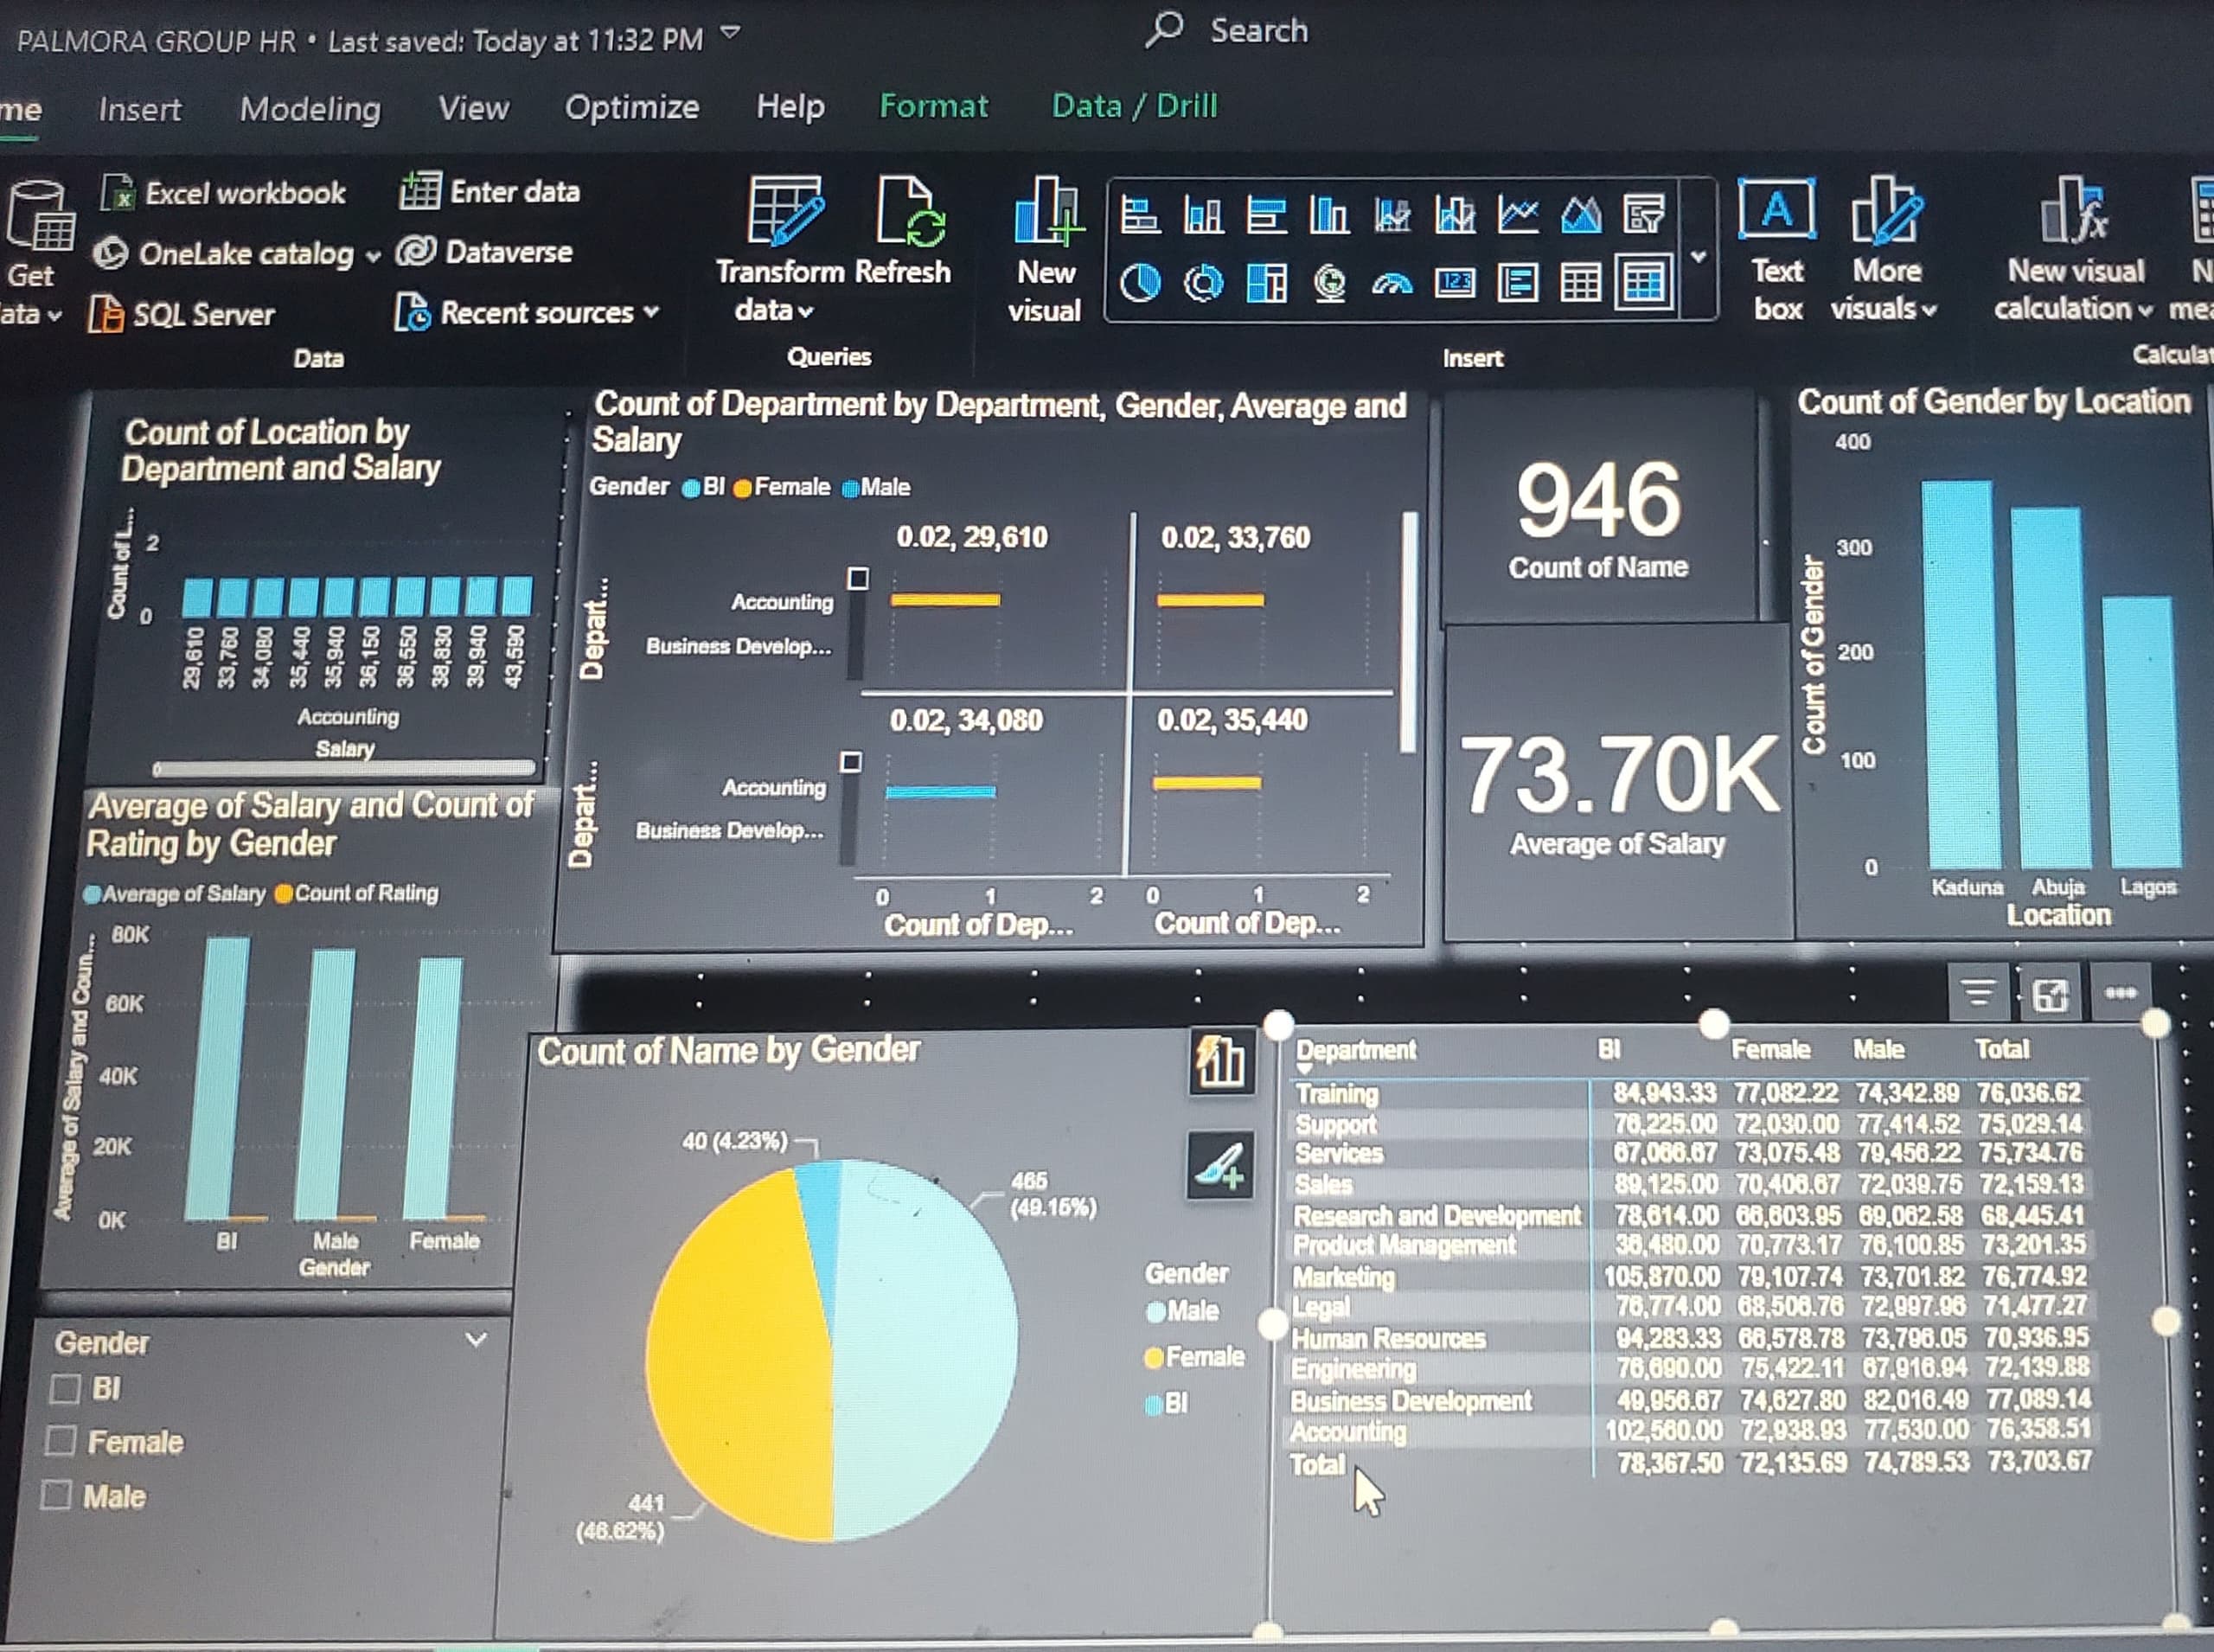 PALMORA GROUP HR • Last saved: Today at 11:32 PM
Search
me
Insert
Modeling
View
Optimize
Help
Format
Data / Drill
Get
ata
Excel workbook
OneLake catalog
SQL Server
Enter data
Dataverse
Recent sources
Data
Transform
data
Refresh
Queries
New
visual
123
Insert
A
Text
box
More
visuals
New visual
calculation
N
mea
Calculat
Count of Location by
Department and Salary
Count of L...
2
0
29,610
33,760
34,080
35,440
35,940
36,150
36,550
38,830
39,940
43,590
Accounting
Salary
Count of Department by Department, Gender, Average and
Salary
Gender BI Female Male
0.02, 29,610
0.02, 33,760
Depart...
Accounting
Business Develop...
0.02, 34,080
0.02, 35,440
Depart...
Accounting
Business Develop...
0 1 2 0 1 2
Count of Dep...
Count of Dep...
946
Count of Name
73.70K
Average of Salary
Count of Gender by Location
Count of Gender
400
300
200
100
0
Kaduna Abuja Lagos
Location
Average of Salary and Count of
Rating by Gender
Average of Salary Count of Rating
Average of Salary and Coun...
80K
60K
40K
20K
0K
BI Male Female
Gender
Gender
BI
Female
Male
Count of Name by Gender
40 (4.23%)
465
(49.15%)
441
(46.62%)
Gender
Male
Female
BI
Department BI Female Male Total
Training 84,943.33 77,082.22 74,342.89 76,036.62
Support 76,225.00 72,030.00 77,414.52 75,029.14
Services 67,066.67 73,075.48 79,456.22 75,734.76
Sales 89,125.00 70,406.67 72,039.75 72,159.13
Research and Development 78,614.00 66,603.95 69,062.58 68,445.41
Product Management 36,480.00 70,773.17 76,100.85 73,201.35
Marketing 105,870.00 79,107.74 73,701.82 76,774.92
Legal 76,774.00 68,506.76 72,997.96 71,477.27
Human Resources 94,283.33 66,578.78 73,796.05 70,936.95
Engineering 76,690.00 75,422.11 67,916.94 72,139.88
Business Development 49,956.67 74,627.80 82,016.49 77,089.14
Accounting 102,560.00 72,938.93 77,530.00 76,358.51
Total 78,367.50 72,135.69 74,789.53 73,703.67